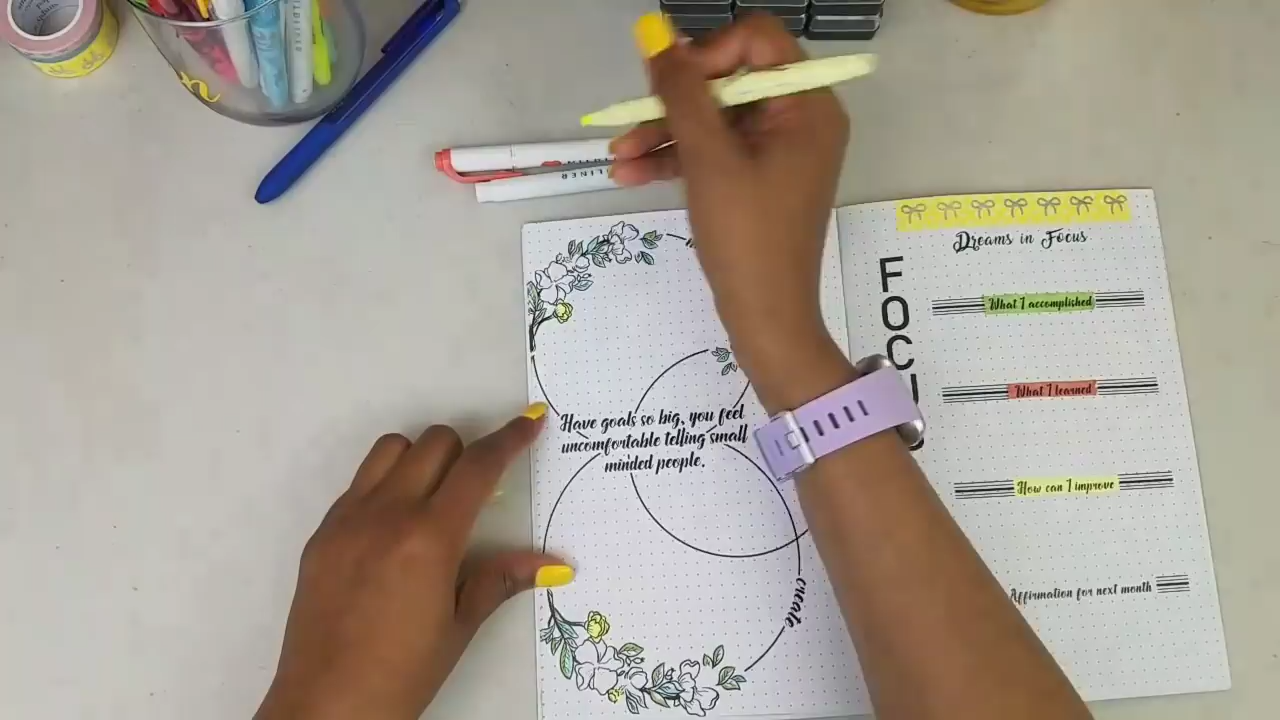 Have goals so big, you feel
uncomfortable telling small
minded people.
create
Dreams in Focus
F
O
C
What I accomplished
What I learned
How can I improve
Affirmation for next month